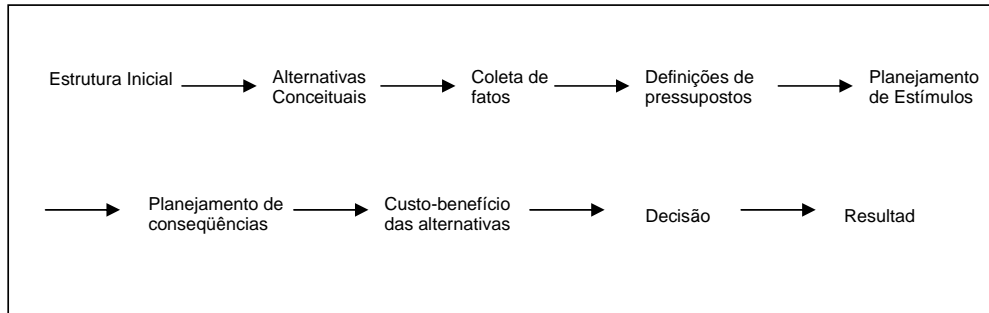 Estrutura Inicial
Alternativas
Conceituais
Coleta de
fatos
Definições de
pressupostos
Planejamento
de Estímulos
Planejamento de
conseqüências
Custo-benefício
das alternativas
Decisão
Resultad